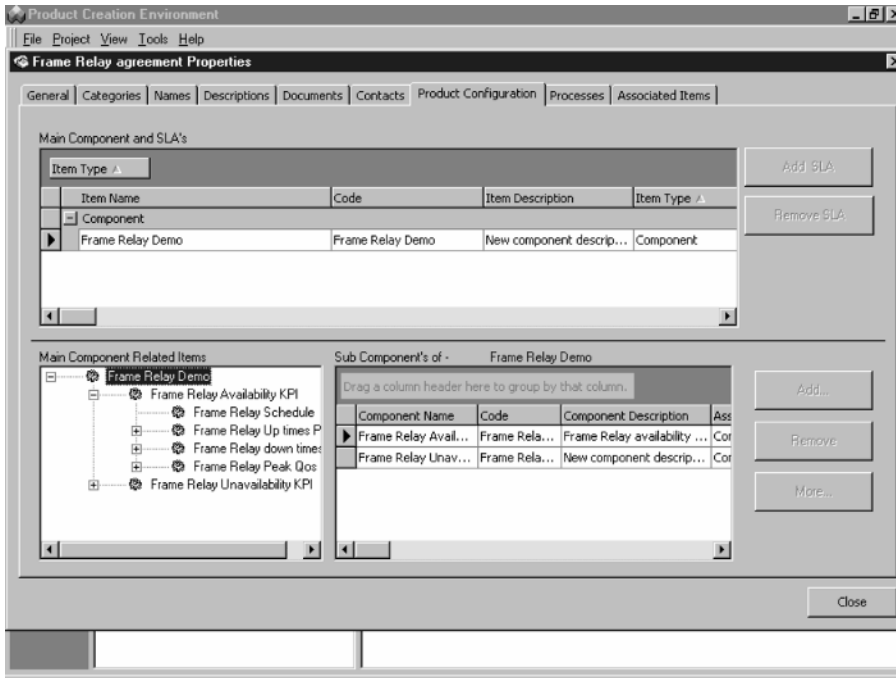 Product Creation Environment
File Project View Tools Help
Frame Relay agreement Properties
General Categories Names Descriptions Documents Contacts Product Configuration Processes Associated Items
Main Component and SLA's
Item Type
Add SLA
Item Name Code Item Description Item Type
Remove SLA
Component
Frame Relay Demo Frame Relay Demo New component descrip... Component
Main Component Related Items
Sub Component's of - Frame Relay Demo
Frame Relay Demo
Frame Relay Availability KPI
Frame Relay Schedule
Frame Relay Up times P
Frame Relay down times
Frame Relay Peak Qos
Frame Relay Unavailability KPI
Drag a column header here to group by that column.
Component Name Code Component Description Ass
Frame Relay Avail... Frame Rela... Frame Relay availability ... Cor
Frame Relay Unav... Frame Rela... New component descrip... Cor
Add...
Remove
More...
Close